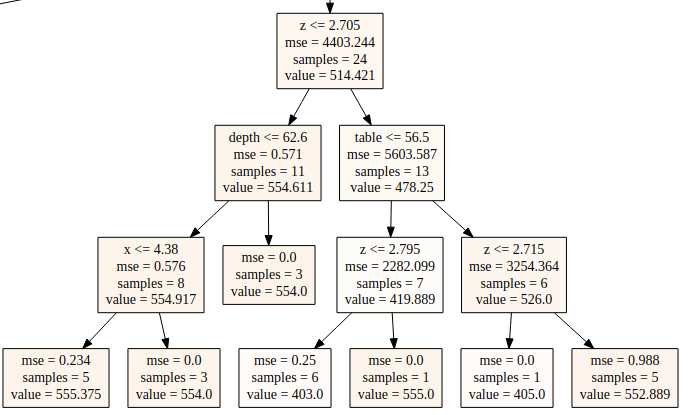 z <= 2.705
mse = 4403.244
samples = 24
value = 514.421
depth <= 62.6
mse = 0.571
samples = 11
value = 554.611
table <= 56.5
mse = 5603.587
samples = 13
value = 478.25
x <= 4.38
mse = 0.576
samples = 8
value = 554.917
mse = 0.0
samples = 3
value = 554.0
z <= 2.795
mse = 2282.099
samples = 7
value = 419.889
z <= 2.715
mse = 3254.364
samples = 6
value = 526.0
mse = 0.234
samples = 5
value = 555.375
mse = 0.0
samples = 3
value = 554.0
mse = 0.25
samples = 6
value = 403.0
mse = 0.0
samples = 1
value = 555.0
mse = 0.0
samples = 1
value = 405.0
mse = 0.988
samples = 5
value = 552.889